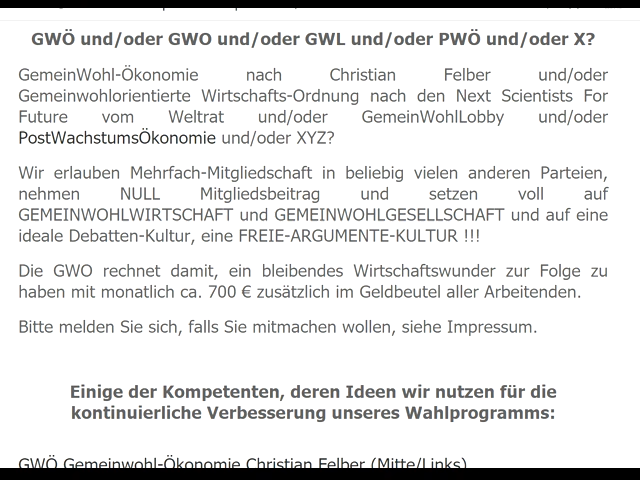 GWÖ und/oder GWO und/oder GWL und/oder PWÖ und/oder X?
GemeinWohl-Ökonomie nach Christian Felber und/oder
Gemeinwohlorientierte Wirtschafts-Ordnung nach den Next Scientists For
Future vom Weltrat und/oder GemeinWohlLobby und/oder
PostWachstumsÖkonomie und/oder XYZ?
Wir erlauben Mehrfach-Mitgliedschaft in beliebig vielen anderen Parteien,
nehmen NULL Mitgliedsbeitrag und setzen voll auf
GEMEINWOHLWIRTSCHAFT und GEMEINWOHLGESELLSCHAFT und auf eine
ideale Debatten-Kultur, eine FREIE-ARGUMENTE-KULTUR !!!
Die GWO rechnet damit, ein bleibendes Wirtschaftswunder zur Folge zu
haben mit monatlich ca. 700 € zusätzlich im Geldbeutel aller Arbeitenden.
Bitte melden Sie sich, falls Sie mitmachen wollen, siehe Impressum.
Einige der Kompetenten, deren Ideen wir nutzen für die
kontinuierliche Verbesserung unseres Wahlprogramms:
GWÖ Gemeinwohl-Ökonomie Christian Felber (Mitte/Links)